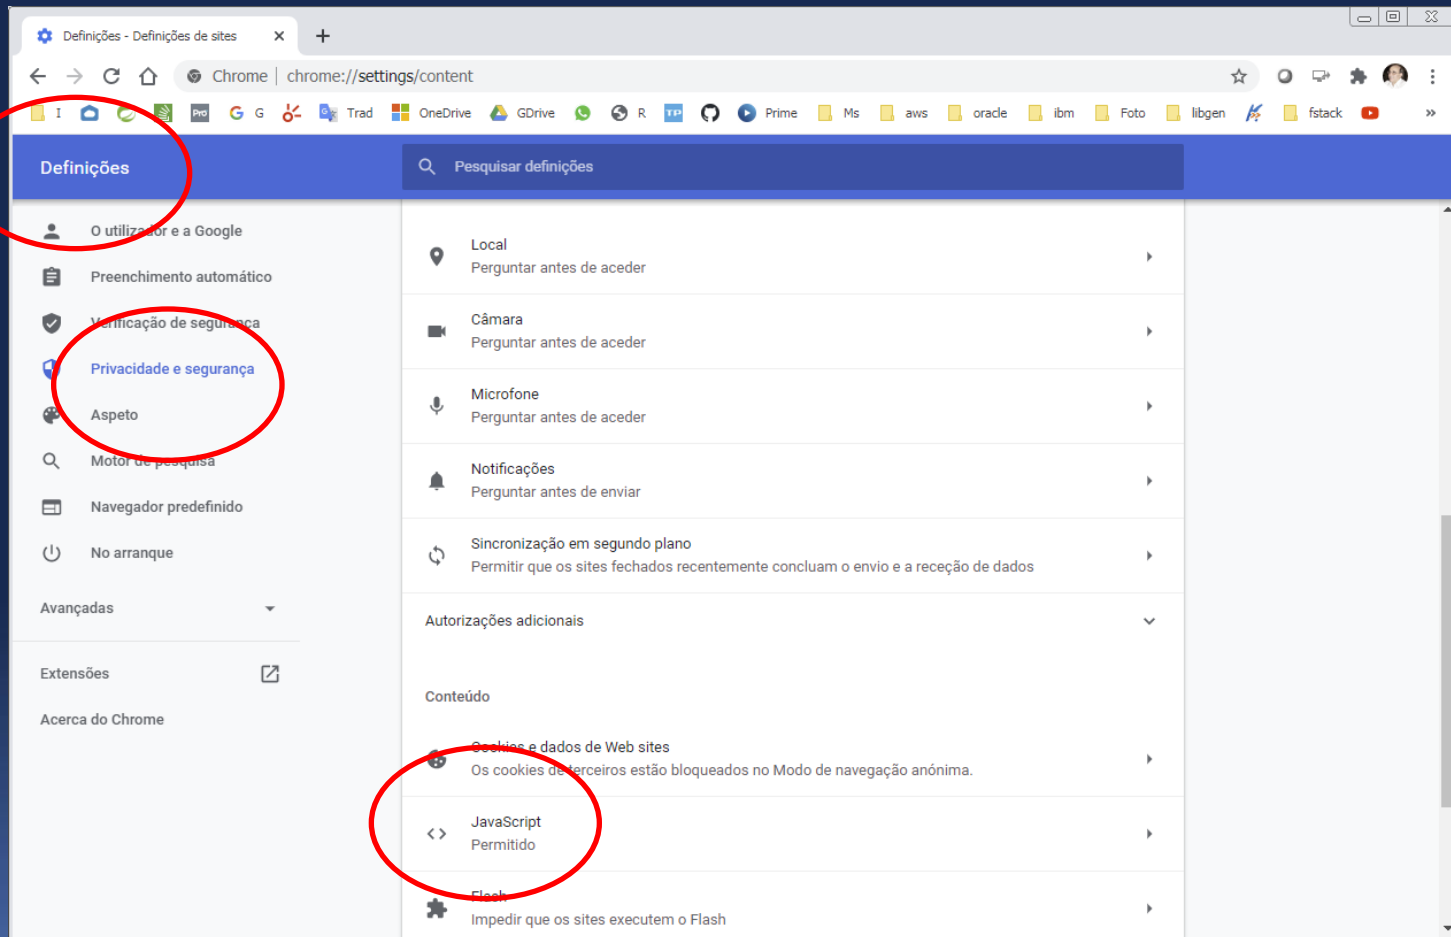 Definições - Definições de sites
Chrome | chrome://settings/content
I
Pro
G
Trad
OneDrive
GDrive
R
TP
Prime
Ms
aws
oracle
ibm
Foto
libgen
fstack
»
Definições
Pesquisar definições
O utilizador e a Google
Preenchimento automático
Verificação de segurança
Privacidade e segurança
Aspeto
Motor de pesquisa
Navegador predefinido
No arranque
Avançadas
Extensões
Acerca do Chrome
Local
Perguntar antes de aceder
Câmara
Perguntar antes de aceder
Microfone
Perguntar antes de aceder
Notificações
Perguntar antes de enviar
Sincronização em segundo plano
Permitir que os sites fechados recentemente concluam o envio e a receção de dados
Autorizações adicionais
Conteúdo
Cookies e dados de Web sites
Os cookies de terceiros estão bloqueados no Modo de navegação anónima.
JavaScript
Permitido
Flash
Impedir que os sites executem o Flash